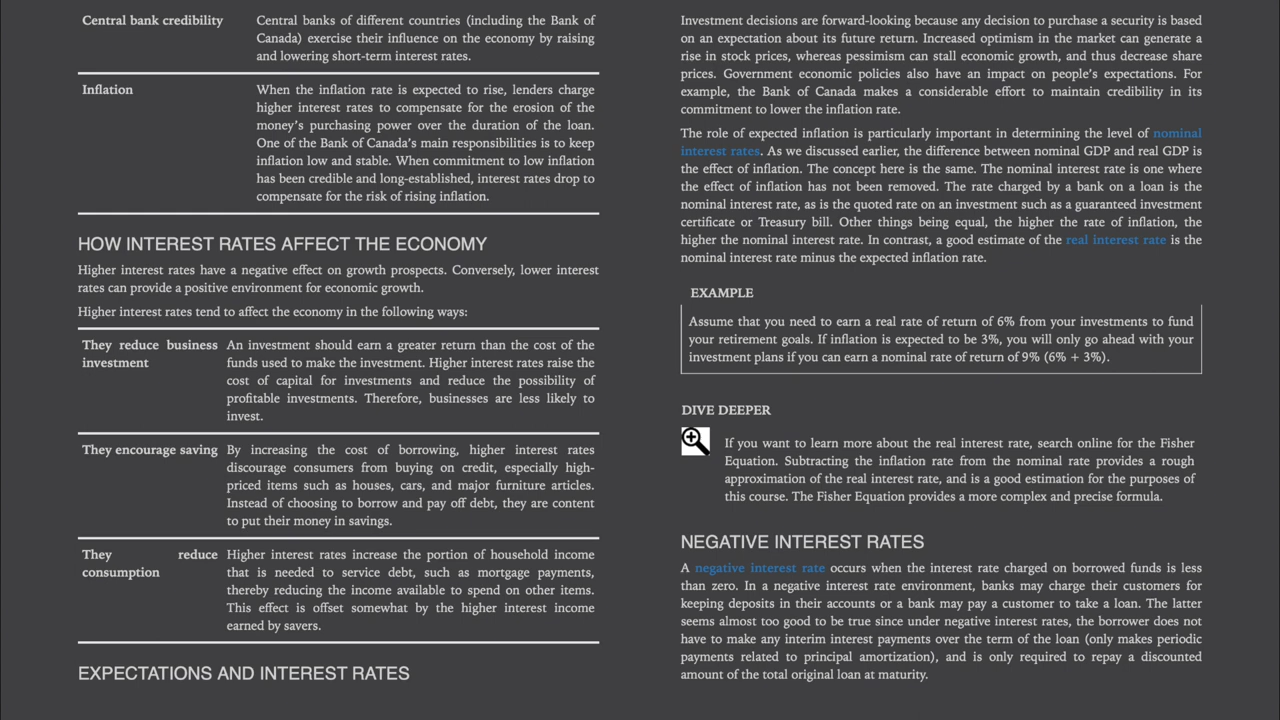 Central bank credibility
Central banks of different countries (including the Bank of
Canada) exercise their influence on the economy by raising
and lowering short-term interest rates.
Inflation
When the inflation rate is expected to rise, lenders charge
higher interest rates to compensate for the erosion of the
money’s purchasing power over the duration of the loan.
One of the Bank of Canada’s main responsibilities is to keep
inflation low and stable. When commitment to low inflation
has been credible and long-established, interest rates drop to
compensate for the risk of rising inflation.
HOW INTEREST RATES AFFECT THE ECONOMY
Higher interest rates have a negative effect on growth prospects. Conversely, lower interest
rates can provide a positive environment for economic growth.
Higher interest rates tend to affect the economy in the following ways:
They reduce business
investment
An investment should earn a greater return than the cost of the
funds used to make the investment. Higher interest rates raise the
cost of capital for investments and reduce the possibility of
profitable investments. Therefore, businesses are less likely to
invest.
They encourage saving
By increasing the cost of borrowing, higher interest rates
discourage consumers from buying on credit, especially high-
priced items such as houses, cars, and major furniture articles.
Instead of choosing to borrow and pay off debt, they are content
to put their money in savings.
They reduce
consumption
Higher interest rates increase the portion of household income
that is needed to service debt, such as mortgage payments,
thereby reducing the income available to spend on other items.
This effect is offset somewhat by the higher interest income
earned by savers.
EXPECTATIONS AND INTEREST RATES
Investment decisions are forward-looking because any decision to purchase a security is based
on an expectation about its future return. Increased optimism in the market can generate a
rise in stock prices, whereas pessimism can stall economic growth, and thus decrease share
prices. Government economic policies also have an impact on people’s expectations. For
example, the Bank of Canada makes a considerable effort to maintain credibility in its
commitment to lower the inflation rate.
The role of expected inflation is particularly important in determining the level of nominal
interest rates. As we discussed earlier, the difference between nominal GDP and real GDP is
the effect of inflation. The concept here is the same. The nominal interest rate is one where
the effect of inflation has not been removed. The rate charged by a bank on a loan is the
nominal interest rate, as is the quoted rate on an investment such as a guaranteed investment
certificate or Treasury bill. Other things being equal, the higher the rate of inflation, the
higher the nominal interest rate. In contrast, a good estimate of the real interest rate is the
nominal interest rate minus the expected inflation rate.
EXAMPLE
Assume that you need to earn a real rate of return of 6% from your investments to fund
your retirement goals. If inflation is expected to be 3%, you will only go ahead with your
investment plans if you can earn a nominal rate of return of 9% (6% + 3%).
DIVE DEEPER
If you want to learn more about the real interest rate, search online for the Fisher
Equation. Subtracting the inflation rate from the nominal rate provides a rough
approximation of the real interest rate, and is a good estimation for the purposes of
this course. The Fisher Equation provides a more complex and precise formula.
NEGATIVE INTEREST RATES
A negative interest rate occurs when the interest rate charged on borrowed funds is less
than zero. In a negative interest rate environment, banks may charge their customers for
keeping deposits in their accounts or a bank may pay a customer to take a loan. The latter
seems almost too good to be true since under negative interest rates, the borrower does not
have to make any interim interest payments over the term of the loan (only makes periodic
payments related to principal amortization), and is only required to repay a discounted
amount of the total original loan at maturity.